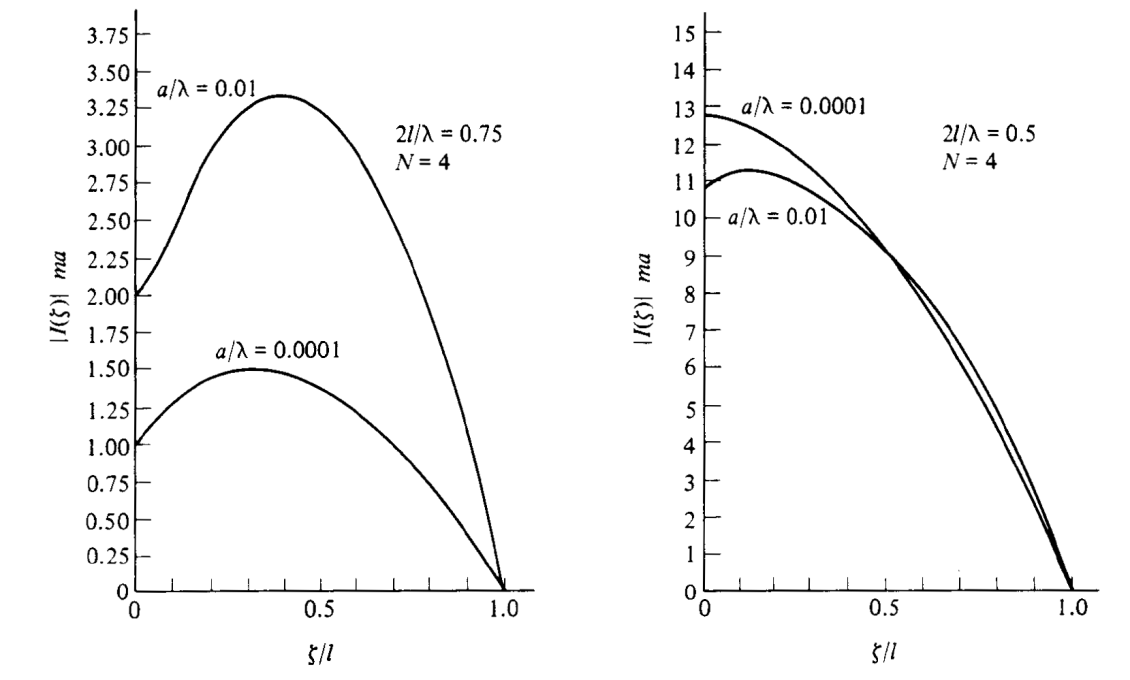 3.75
3.50
3.25
3.00
2.75
2.50
2.25
2.00
1.75
1.50
1.25
1.00
0.75
0.50
0.25
0
|I(ζ)| ma
a/λ = 0.01
2l/λ = 0.75
N = 4
a/λ = 0.0001
0 0.5 1.0
ζ/l
15
14
13
12
11
10
9
8
7
6
5
4
3
2
1
0
|I(ζ)| ma
a/λ = 0.0001
2l/λ = 0.5
N = 4
a/λ = 0.01
0 0.5 1.0
ζ/l